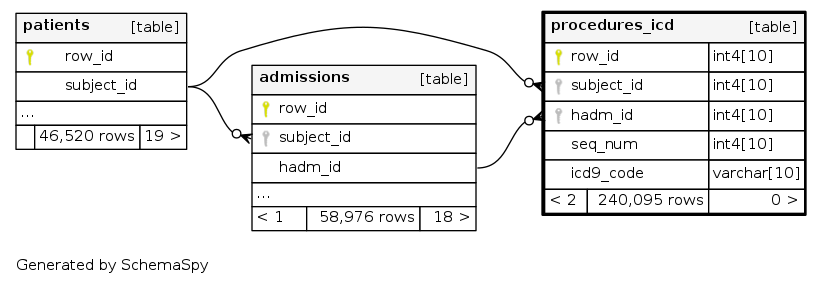 patients [table]
row_id
subject_id
...
46,520 rows 19 >
admissions [table]
row_id
subject_id
hadm_id
...
< 1 58,976 rows 18 >
procedures_icd [table]
row_id int4[10]
subject_id int4[10]
hadm_id int4[10]
seq_num int4[10]
icd9_code varchar[10]
< 2 240,095 rows 0 >
Generated by SchemaSpy